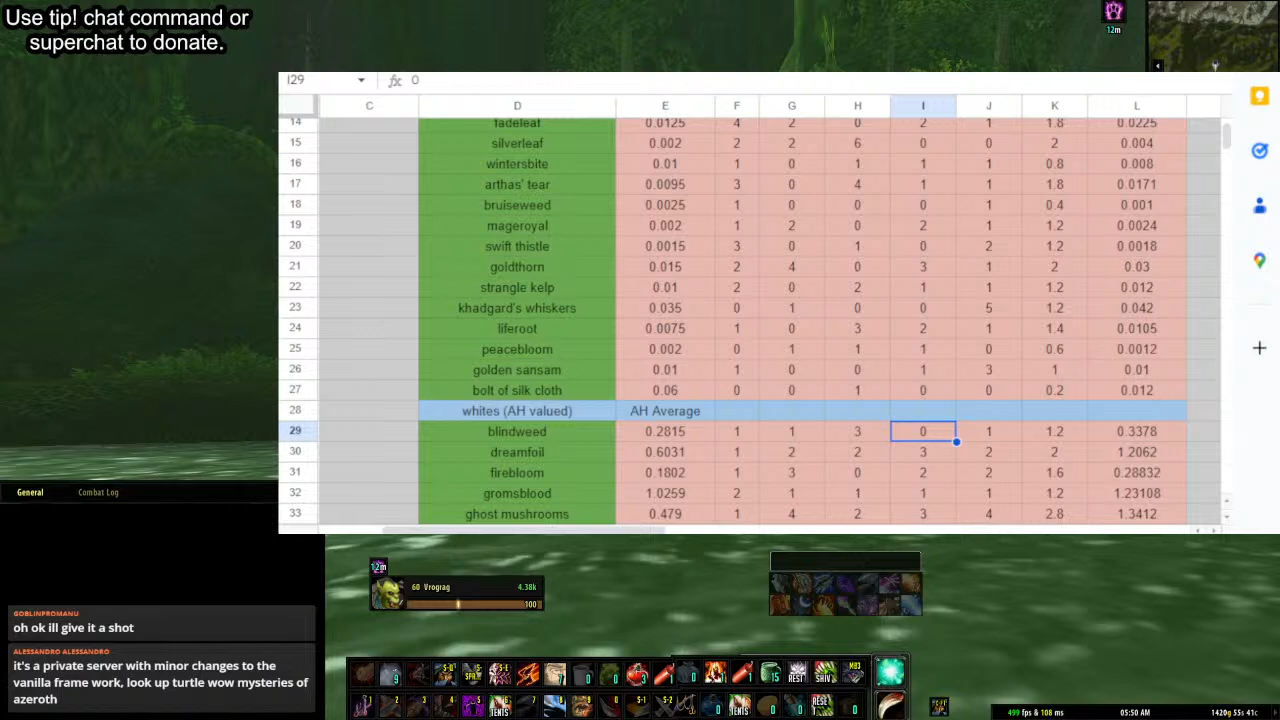 Use tip! chat command or
superchat to donate.
12m
I29 fx 0
C D E F G H I J K L
14 fadeleaf 0.0125 4 2 0 2 1 1.8 0.0225
15 silverleaf 0.002 2 2 6 0 0 2 0.004
16 wintersbite 0.01 1 0 1 1 1 0.8 0.008
17 arthas' tear 0.0095 3 0 4 1 1 1.8 0.0171
18 bruiseweed 0.0025 1 0 0 0 1 0.4 0.001
19 mageroyal 0.002 1 2 0 2 1 1.2 0.0024
20 swift thistle 0.0015 3 0 1 0 2 1.2 0.0018
21 goldthorn 0.015 2 4 0 3 1 2 0.03
22 strangle kelp 0.01 2 0 2 1 1 1.2 0.012
23 khadgard's whiskers 0.035 0 1 0 0 5 1.2 0.042
24 liferoot 0.0075 1 0 3 2 1 1.4 0.0105
25 peacebloom 0.002 0 1 1 1 0 0.6 0.0012
26 golden sansam 0.01 1 0 0 1 3 1 0.01
27 bolt of silk cloth 0.06 0 0 1 0 0 0.2 0.012
28 whites (AH valued) AH Average
29 blindweed 0.2815 1 1 3 0 1 1.2 0.3378
30 dreamfoil 0.6031 1 2 2 3 2 2 1.2062
31 firebloom 0.1802 1 3 0 2 2 1.6 0.28832
32 gromsblood 1.0259 2 1 1 1 1 1.2 1.23108
33 ghost mushrooms 0.479 1 4 2 3 4 2.8 1.3412
General Combat Log
12m
60 Vrograg 4.38k
100
GOBLINPROMANU
oh ok ill give it a shot
ALESSANDRO ALESSANDRO
it's a private server with minor changes to the
vanilla frame work, look up turtle wow mysteries of
azeroth
499 fps & 108 ms 05:50 AM 1420g 55s 41c